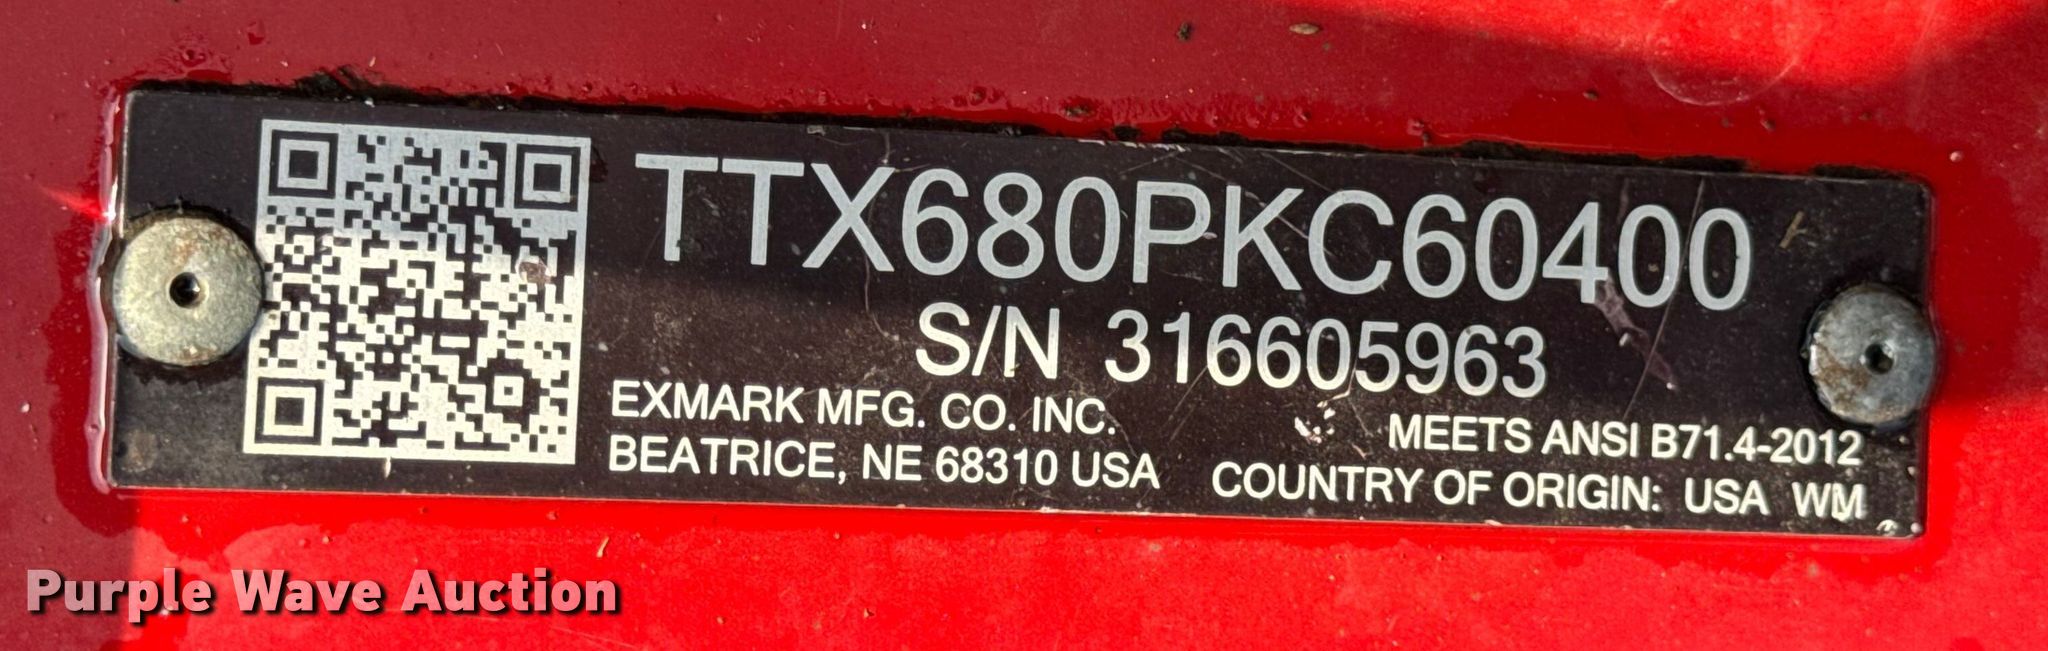 TTX680PKC60400
S/N 316605963
EXMARK MFG. CO. INC.
BEATRICE, NE 68310 USA
MEETS ANSI B71.4-2012
COUNTRY OF ORIGIN: USA WM
Purple Wave Auction